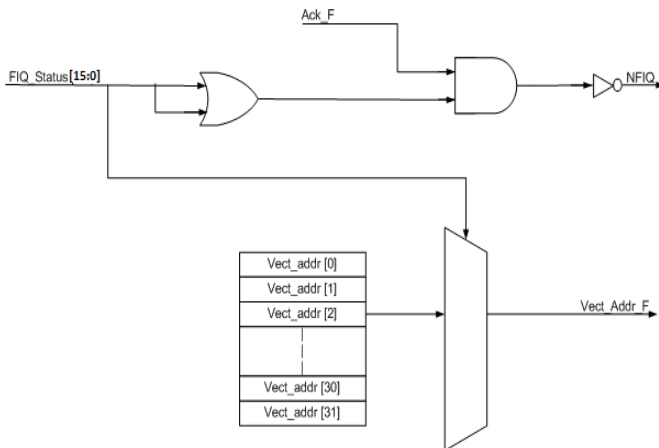 Ack_F
FIQ_Status[15:0]
NFIQ
Vect_addr [0]
Vect_addr [1]
Vect_addr [2]
Vect_Addr_F
Vect_addr [30]
Vect_addr [31]